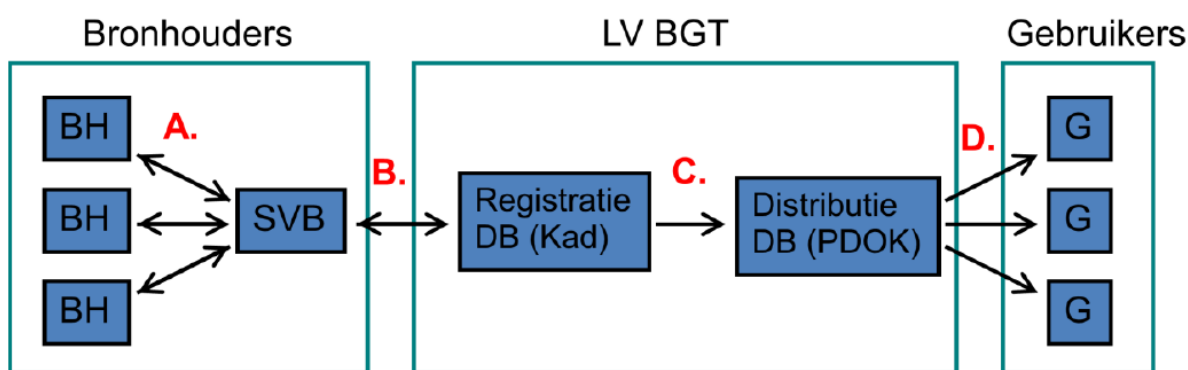 Bronhouders
LV BGT
Gebruikers
BH
A.
BH
BH
SVB
B.
Registratie
DB (Kad)
C.
Distributie
DB (PDOK)
D.
G
G
G